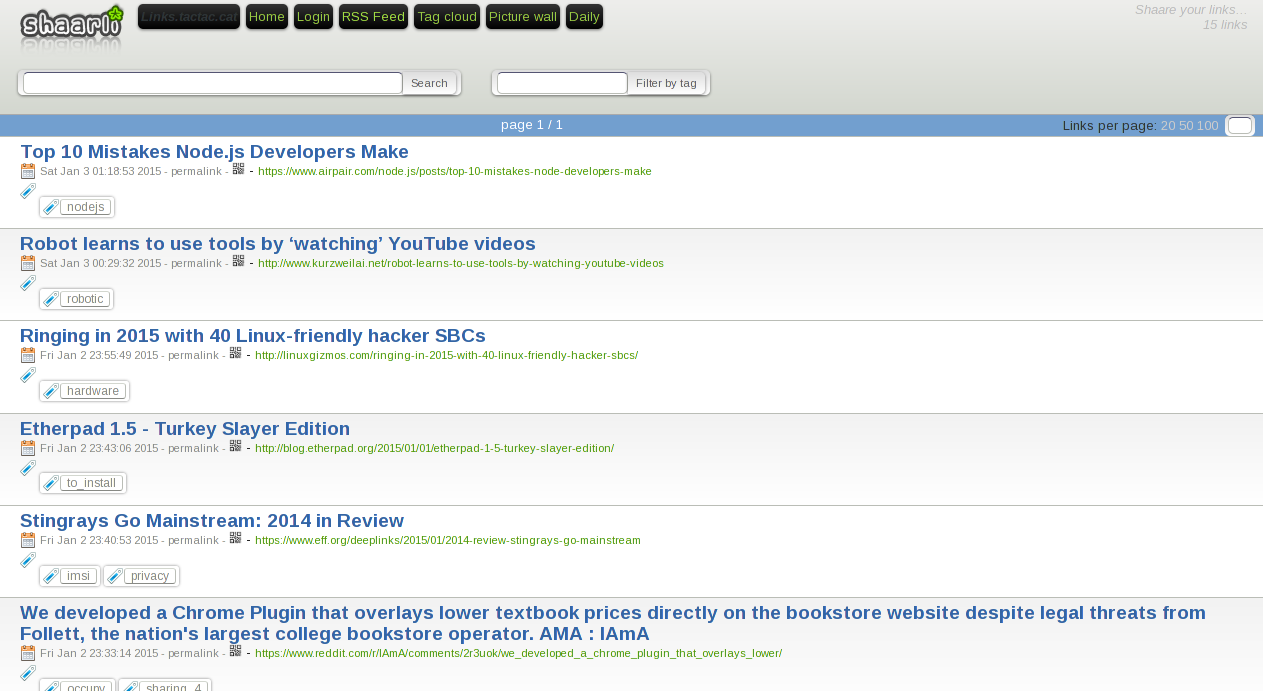 shaarli Links.tactac.cat Home Login RSS Feed Tag cloud Picture wall Daily
Shaare your links...
15 links
Search Filter by tag
page 1 / 1 Links per page: 20 50 100
Top 10 Mistakes Node.js Developers Make
Sat Jan 3 01:18:53 2015 - permalink - - https://www.airpair.com/node.js/posts/top-10-mistakes-node-developers-make
nodejs
Robot learns to use tools by ‘watching’ YouTube videos
Sat Jan 3 00:29:32 2015 - permalink - - http://www.kurzweilai.net/robot-learns-to-use-tools-by-watching-youtube-videos
robotic
Ringing in 2015 with 40 Linux-friendly hacker SBCs
Fri Jan 2 23:55:49 2015 - permalink - - http://linuxgizmos.com/ringing-in-2015-with-40-linux-friendly-hacker-sbcs/
hardware
Etherpad 1.5 - Turkey Slayer Edition
Fri Jan 2 23:43:06 2015 - permalink - - http://blog.etherpad.org/2015/01/01/etherpad-1-5-turkey-slayer-edition/
to_install
Stingrays Go Mainstream: 2014 in Review
Fri Jan 2 23:40:53 2015 - permalink - - https://www.eff.org/deeplinks/2015/01/2014-review-stingrays-go-mainstream
imsi privacy
We developed a Chrome Plugin that overlays lower textbook prices directly on the bookstore website despite legal threats from
Follett, the nation's largest college bookstore operator. AMA : IAmA
Fri Jan 2 23:33:14 2015 - permalink - - https://www.reddit.com/r/IAmA/comments/2r3uok/we_developed_a_chrome_plugin_that_overlays_lower/
occupy sharing_4